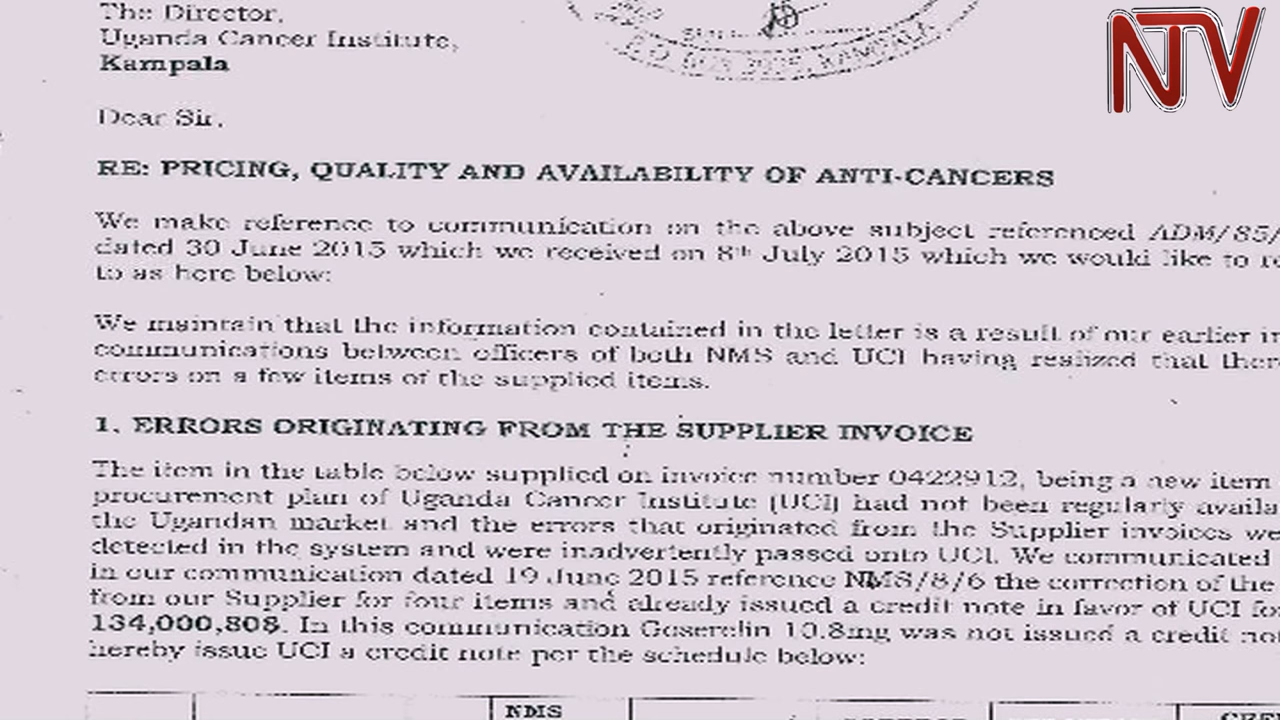 The Director,
Uganda Cancer Institute,
Kampala
P.O. BOX KAMPALA
NTV
Dear Sir,
RE: PRICING, QUALITY AND AVAILABILITY OF ANTI-CANCERS
We make reference to communication on the above subject referenced ADM/85/
dated 30 June 2015 which we received on 8th July 2015 which we would like to
to as here below:
We maintain that the information contained in the letter is a result of our earlier
communications between officers of both NMS and UCI having realized that
errors on a few items of the supplied items.
1. ERRORS ORIGINATING FROM THE SUPPLIER INVOICE
The item in the table below supplied on invoice number 0422912, being a new item
procurement plan of Uganda Cancer Institute (UCI) had not been regularly
the Ugandan market and the errors that originated from the Supplier invoices
detected in the system and were inadvertently passed onto UCI. We communicated
in our communication dated 19 June 2015 reference NMS/8/6 the correction of the
from our Supplier for four items and already issued a credit note in favor of UCI
134,000,808. In this communication Goserelin 10.8mg was not issued a credit
hereby issue UCI a credit note per the schedule below:
NMS